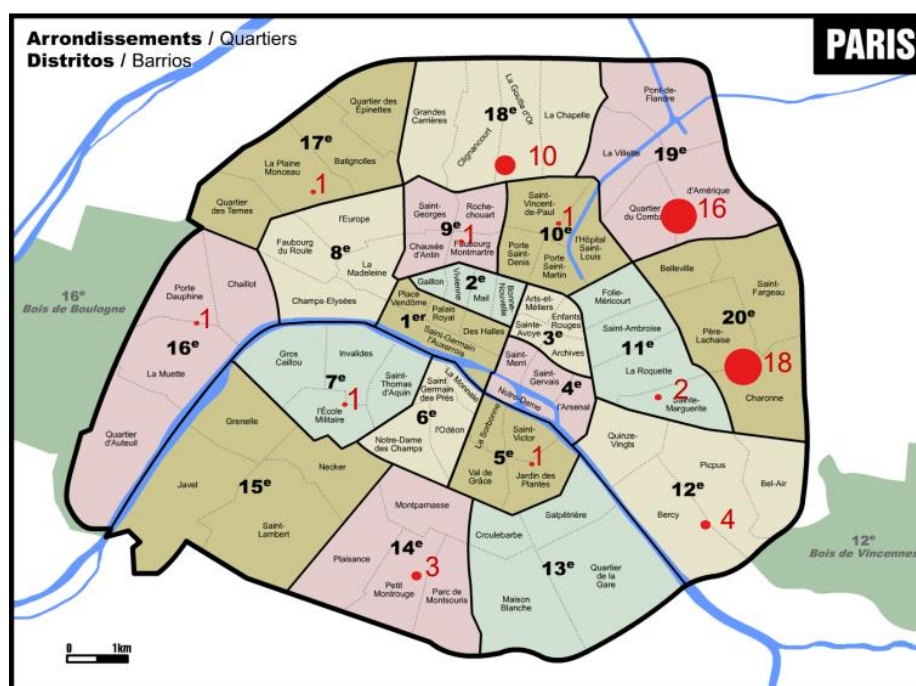 Arrondissements / Quartiers
Distritos / Barrios
PARIS
17e
Quartier des
Epinettes
La Plaine
Monceau
Batignolles
Quartier
des Ternes
1
18e
Grandes
Carrières
Clignancourt
La Goutte d'Or
La Chapelle
10
19e
Pont-de-
Flandre
La Villette
d'Amérique
Quartier
du Comba
16
8e
l'Europe
Faubourg
du Roule
La
Madeleine
Champs-Elysées
9e
Saint-
Georges
Roche-
chouart
Chausée
d'Antin
Faubourg
Montmartre
1
10e
Saint-
Vincent-
de-Paul
Porte
Saint-
Denis
Porte
Saint-
Martin
l'Hôpital
Saint-
Louis
1
16e
Bois de Boulogne
16e
Porte
Dauphine
Chaillot
La Muette
Quartier
d'Auteuil
1
2e
Gaillon
Vivienne
Mail
Bonne-
Nouvelle
1er
Place
Vendôme
Palais
Royal
Saint-Germain
l'Auxerrois
Des Halles
3e
Arts-et-
Métiers
Enfants
Rouges
Sainte-
Avoye
Archives
4e
Saint-
Merri
Saint-
Gervais
Notre-Dame
l'Arsenal
11e
Folie-
Méricourt
Saint-Ambroise
La Roquette
Sainte-
Marguerite
2
20e
Belleville
Saint-
Fargeau
Père-
Lachaise
Charonne
18
7e
Gros
Caillou
Invalides
Saint-
Thomas
d'Aquin
l'École
Militaire
1
6e
Saint
Germain
des Prés
La Monnaie
l'Odéon
Notre-Dame
des Champs
5e
La Sorbonne
Saint-
Victor
Val de
Grâce
Jardin des
Plantes
1
12e
Quinze-
Vingts
Picpus
Bel-Air
Bercy
4
12e
Bois de Vincennes
15e
Grenelle
Necker
Javel
Saint-
Lambert
14e
Montparnasse
Plaisance
Petit
Montrouge
Parc de
Montsouris
3
13e
Salpêtrière
Croulebarbe
Maison
Blanche
Quartier
de la
Gare
0 1km